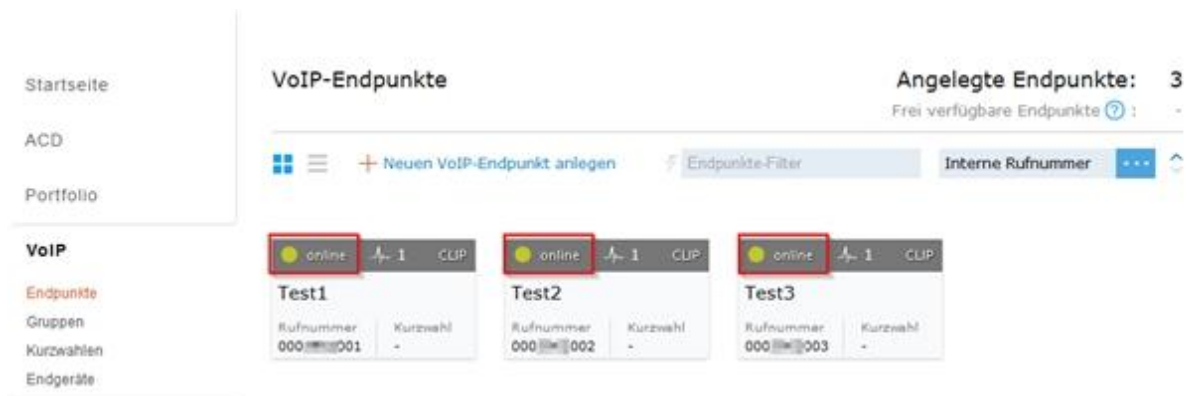 Startseite
ACD
Portfolio
VoIP
Endpunkte
Gruppen
Kurzwahlen
Endgeräte
VoIP-Endpunkte
Angelegte Endpunkte: 3
Frei verfügbare Endpunkte ? : -
+ Neuen VoIP-Endpunkt anlegen
Endpunkte-Filter
Interne Rufnummer ...
online 1 CLIP
Test1
Rufnummer Kurzwahl
000 001 -
online 1 CLIP
Test2
Rufnummer Kurzwahl
000 002 -
online 1 CLIP
Test3
Rufnummer Kurzwahl
000 003 -